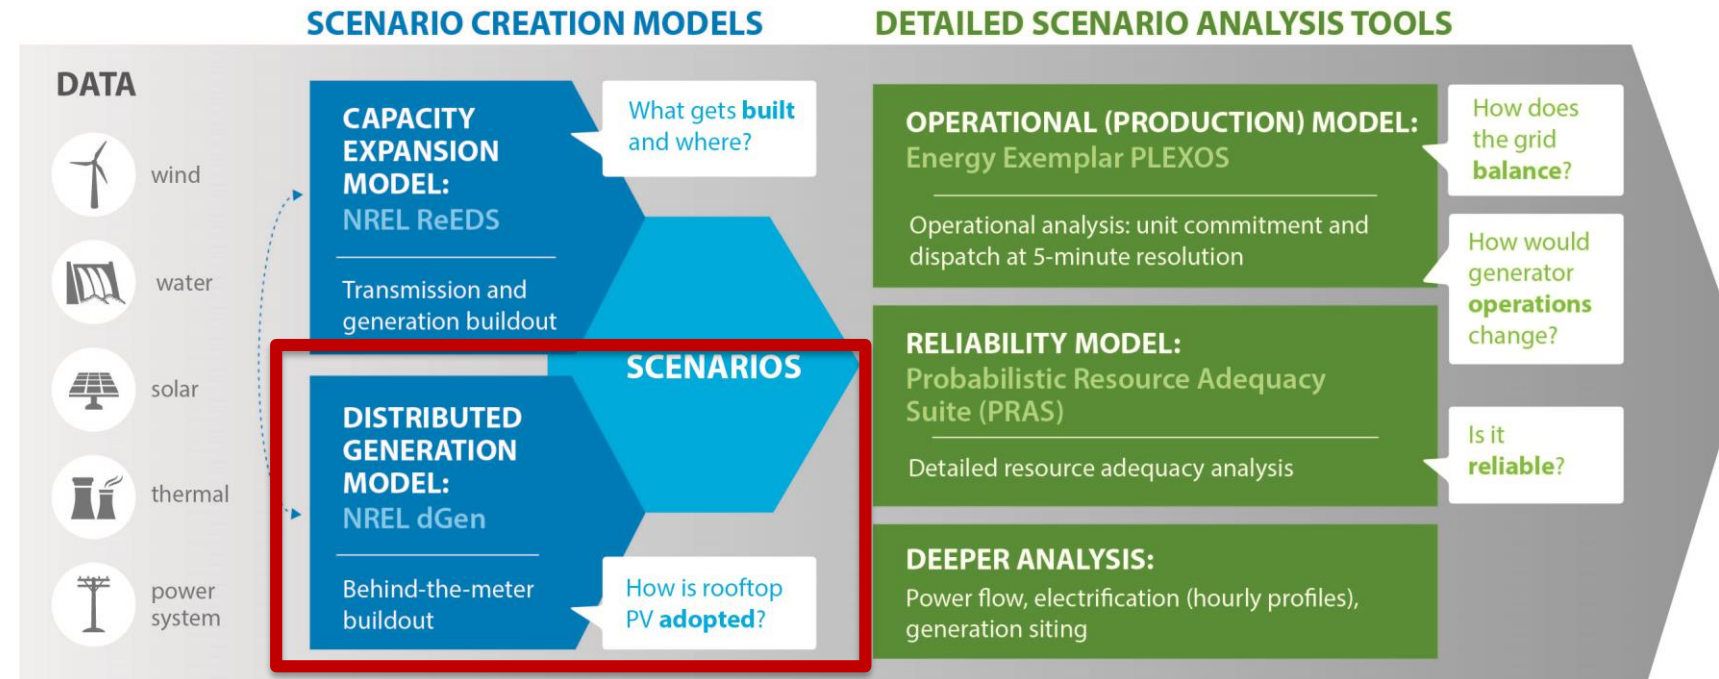 SCENARIO CREATION MODELS
DETAILED SCENARIO ANALYSIS TOOLS
DATA
wind
water
solar
thermal
power
system
CAPACITY
EXPANSION
MODEL:
NREL ReEDS
Transmission and
generation buildout
What gets built
and where?
DISTRIBUTED
GENERATION
MODEL:
NREL dGen
Behind-the-meter
buildout
How is rooftop
PV adopted?
SCENARIOS
OPERATIONAL (PRODUCTION) MODEL:
Energy Exemplar PLEXOS
Operational analysis: unit commitment and
dispatch at 5-minute resolution
How does
the grid
balance?
How would
generator
operations
change?
RELIABILITY MODEL:
Probabilistic Resource Adequacy
Suite (PRAS)
Detailed resource adequacy analysis
Is it
reliable?
DEEPER ANALYSIS:
Power flow, electrification (hourly profiles),
generation siting